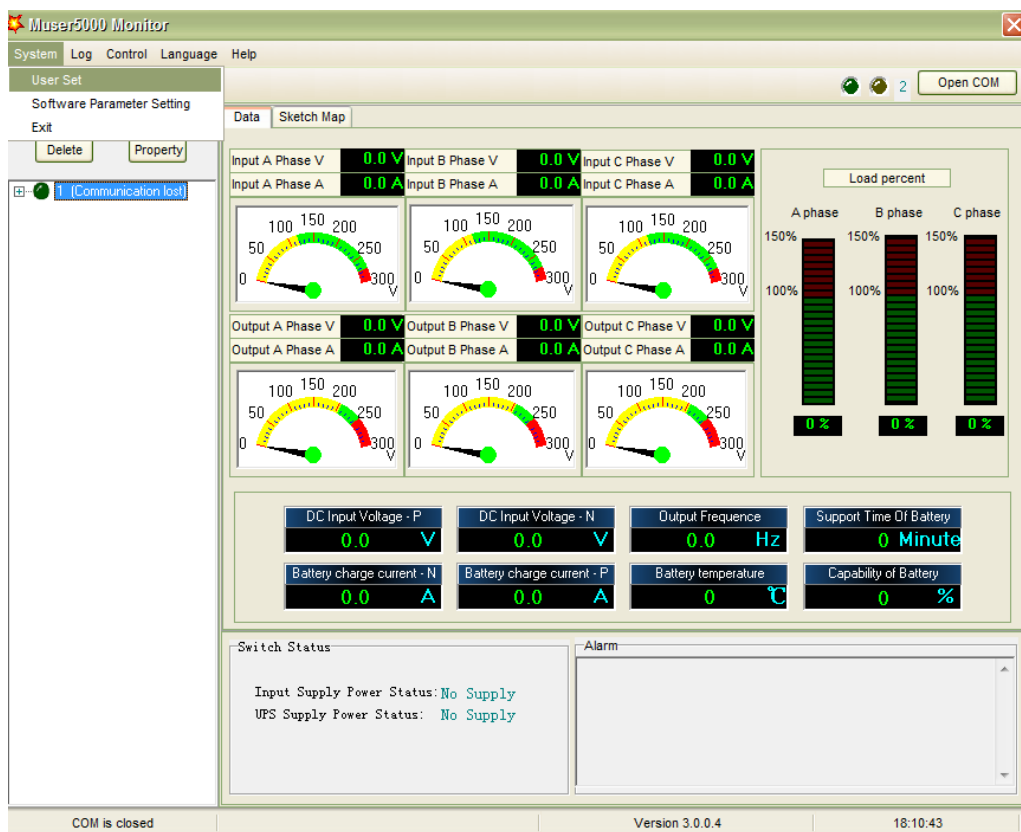 Muser5000 Monitor
System Log Control Language Help
User Set
Software Parameter Setting
Exit
2 Open COM
Delete Property
1 (Communication lost)
Data Sketch Map
Input A Phase V 0.0 V Input B Phase V 0.0 V Input C Phase V 0.0 V
Input A Phase A 0.0 A Input B Phase A 0.0 A Input C Phase A 0.0 A
0 50 100 150 200 250 300 V
0 50 100 150 200 250 300 V
0 50 100 150 200 250 300 V
Output A Phase V 0.0 V Output B Phase V 0.0 V Output C Phase V 0.0 V
Output A Phase A 0.0 A Output B Phase A 0.0 A Output C Phase A 0.0 A
0 50 100 150 200 250 300 V
0 50 100 150 200 250 300 V
0 50 100 150 200 250 300 V
Load percent
A phase B phase C phase
150% 150% 150%
100% 100% 100%
0 % 0 % 0 %
DC Input Voltage - P DC Input Voltage - N Output Frequence Support Time Of Battery
0.0 V 0.0 V 0.0 Hz 0 Minute
Battery charge current - N Battery charge current - P Battery temperature Capability of Battery
0.0 A 0.0 A 0 ℃ 0 %
Switch Status
Input Supply Power Status: No Supply
UPS Supply Power Status: No Supply
Alarm
COM is closed Version 3.0.0.4 18:10:43